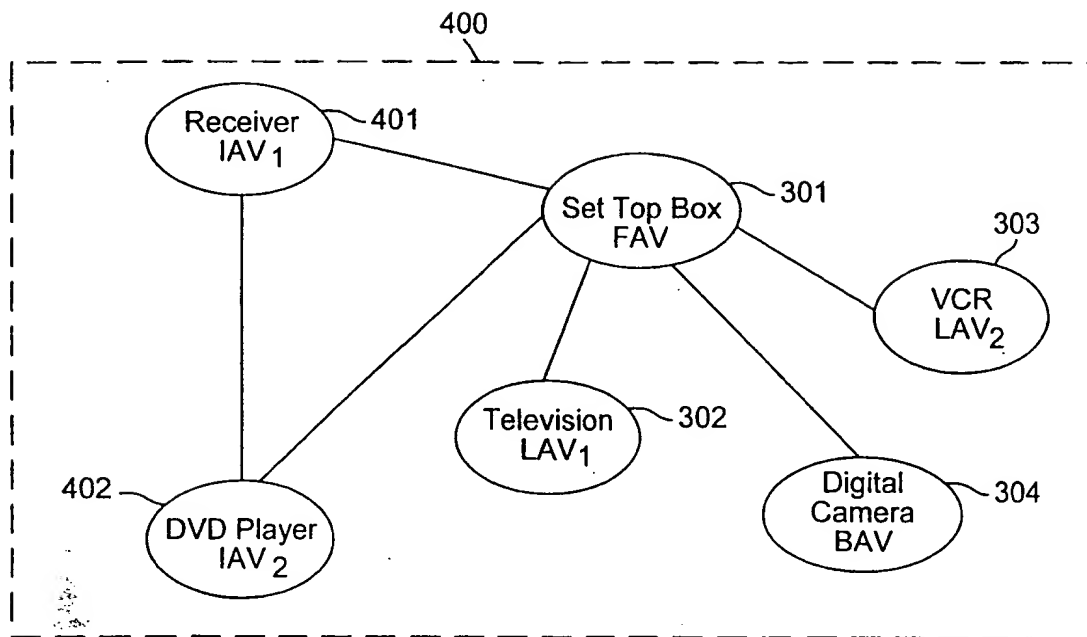 400
Receiver
IAV1
401
Set Top Box
FAV
301
303
VCR
LAV2
Television
LAV1
302
402
DVD Player
IAV2
Digital
Camera
BAV
304